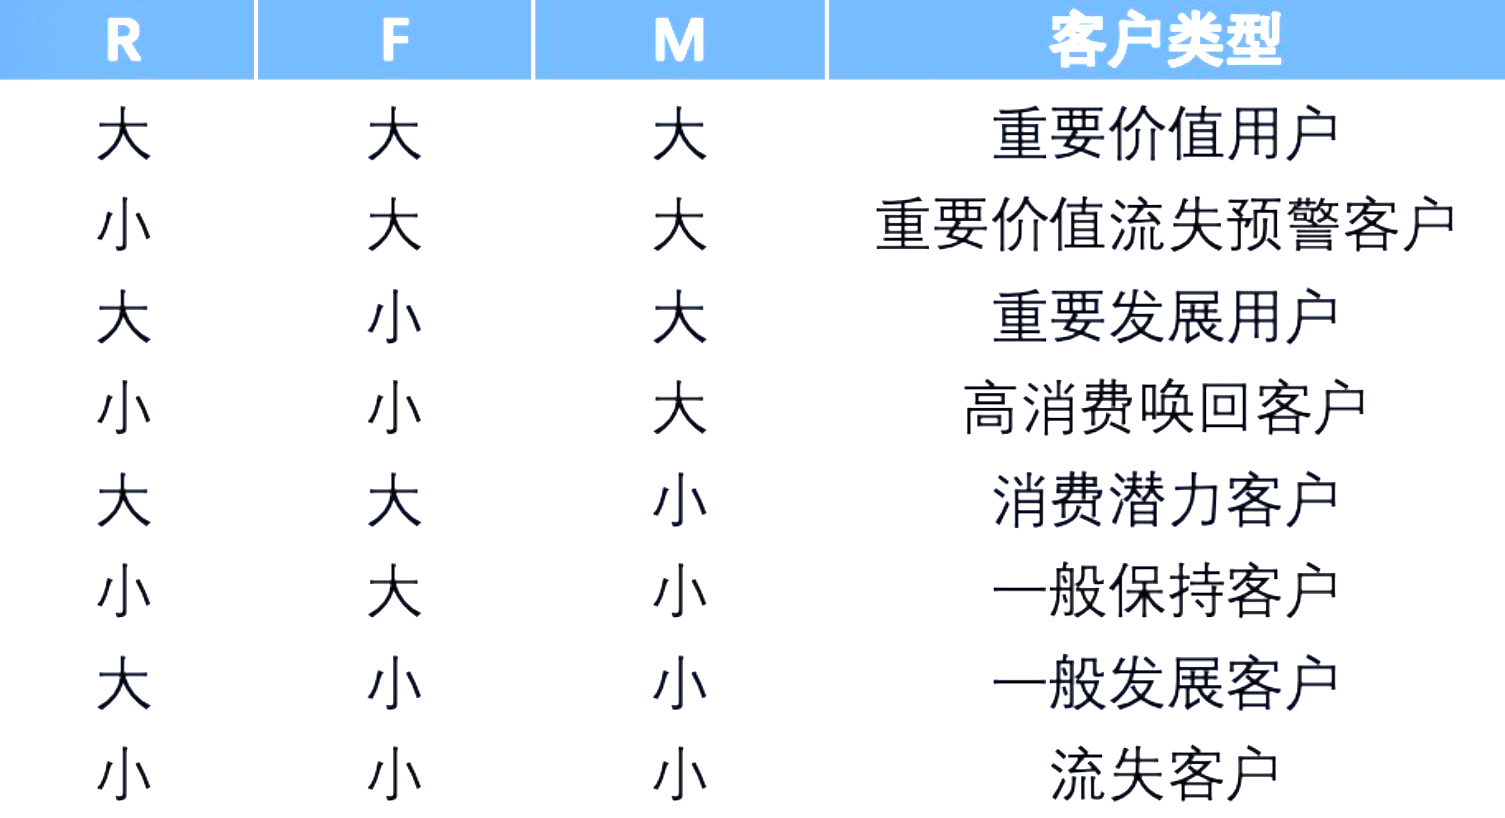 R F M 客户类型
大 大 大 重要价值用户
小 大 大 重要价值流失预警客户
大 小 大 重要发展用户
小 小 大 高消费唤回客户
大 大 小 消费潜力客户
小 大 小 一般保持客户
大 小 小 一般发展客户
小 小 小 流失客户